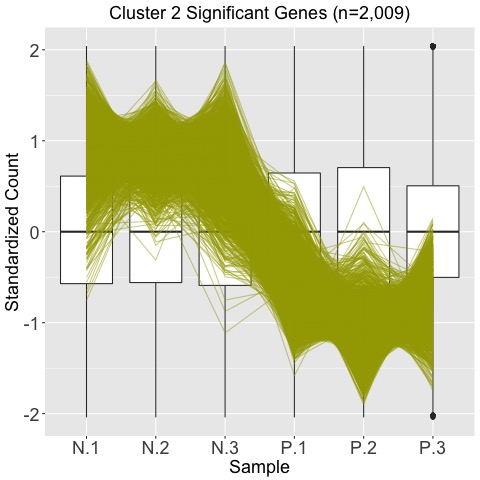 Cluster 2 Significant Genes (n=2,009)
Standardized Count
2
1
0
-1
-2
N.1 N.2 N.3 P.1 P.2 P.3
Sample